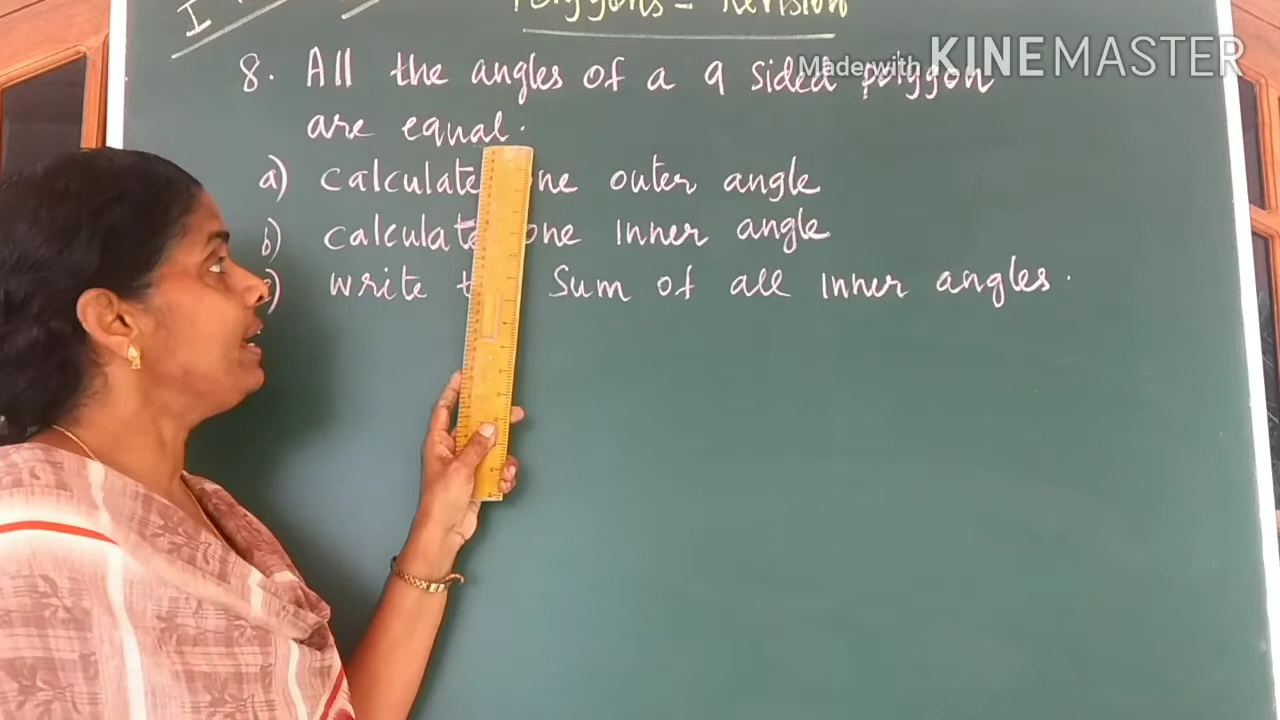 I
Polygons - Revision
Made with KINEMASTER
8. All the angles of a 9 sided polygon
are equal.
a) calculate one outer angle
b) calculate one inner angle
c) write the Sum of all inner angles.